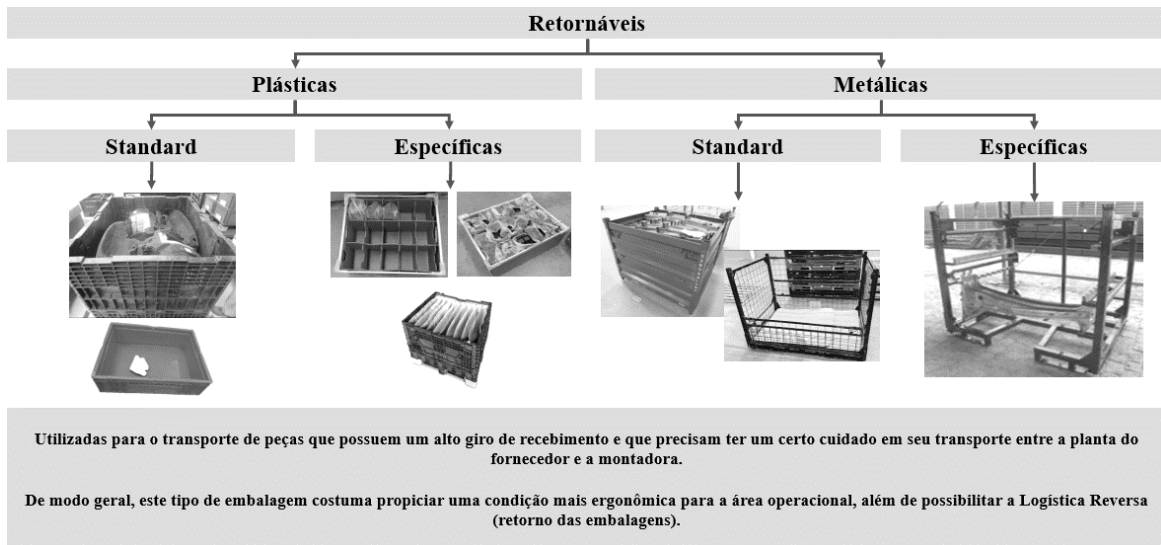 Retornáveis
Plásticas
Metálicas
Standard
Específicas
Standard
Específicas
Utilizadas para o transporte de peças que possuem um alto giro de recebimento e que precisam ter um certo cuidado em seu transporte entre a planta do
fornecedor e a montadora.
De modo geral, este tipo de embalagem costuma propiciar uma condição mais ergonômica para a área operacional, além de possibilitar a Logística Reversa
(retorno das embalagens).